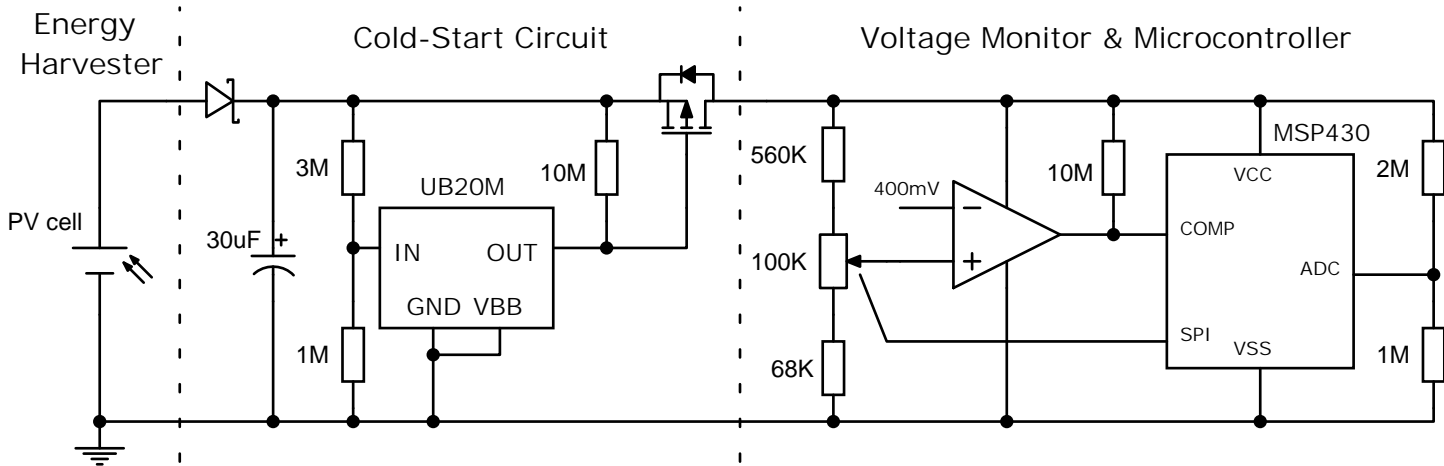 Energy
Harvester
Cold-Start Circuit
Voltage Monitor & Microcontroller
PV cell
30uF +
3M
1M
UB20M
IN
OUT
GND VBB
10M
560K
100K
68K
400mV
−
+
10M
MSP430
VCC
COMP
ADC
SPI
VSS
2M
1M